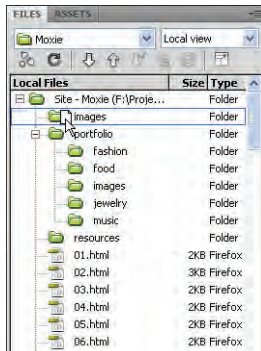 FILES ASSETS
Moxie Local view
Local Files Size Type
Site - Moxie (F:\Proje... Folder
images Folder
portfolio Folder
fashion Folder
food Folder
images Folder
jewelry Folder
music Folder
resources Folder
01.html 2KB Firefox
02.html 3KB Firefox
03.html 2KB Firefox
04.html 2KB Firefox
05.html 2KB Firefox
06.html 2KB Firefox